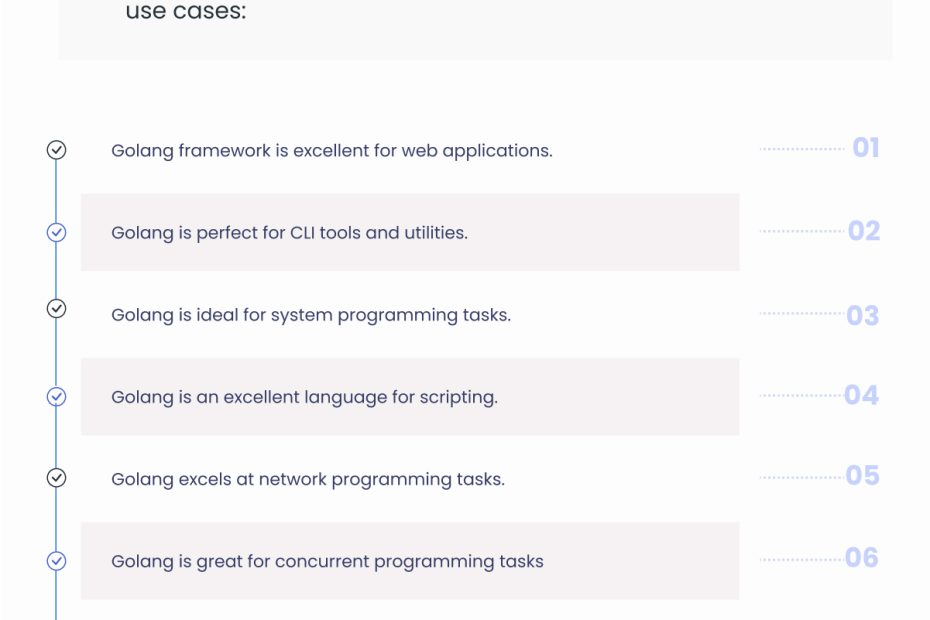 use cases:
Golang framework is excellent for web applications. 01
Golang is perfect for CLI tools and utilities. 02
Golang is ideal for system programming tasks. 03
Golang is an excellent language for scripting. 04
Golang excels at network programming tasks. 05
Golang is great for concurrent programming tasks 06